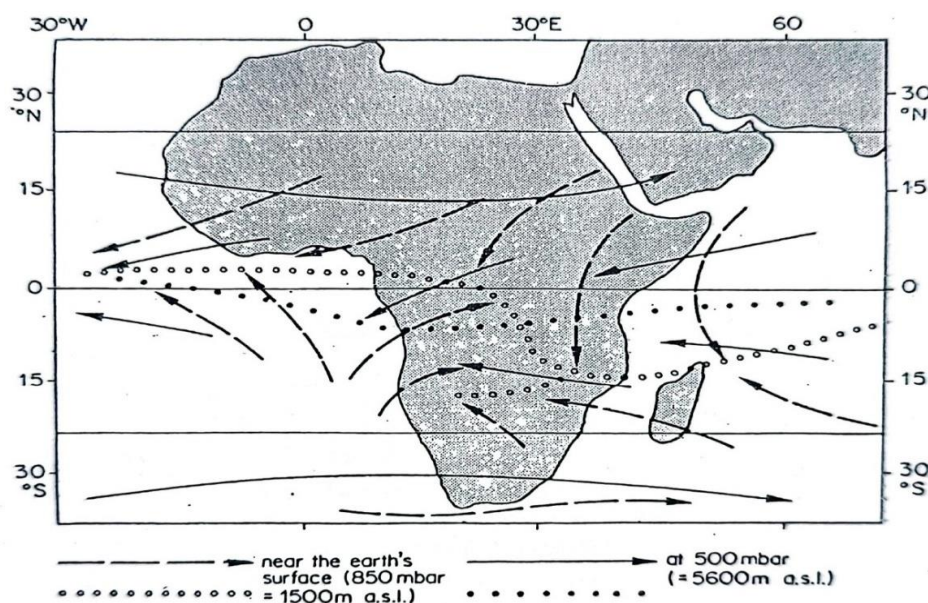 30°W 0 30°E 60
30 °N 30 °N
15 15
0 0
15 15
30 °S 30 °S
near the earth's at 500 mbar
surface (850 mbar (=5600m a.s.l.)
= 1500m a.s.l.)